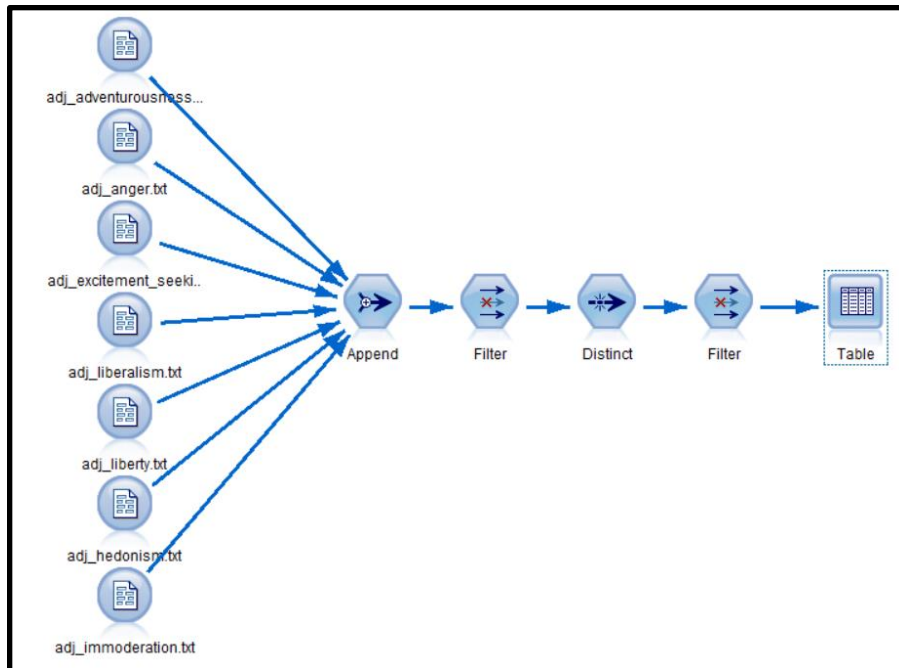 adj_adventurousness...
adj_anger.txt
adj_excitement_seeki..
adj_liberalism.txt
adj_liberty.txt
adj_hedonism.txt
adj_immoderation.txt
Append
Filter
Distinct
Filter
Table